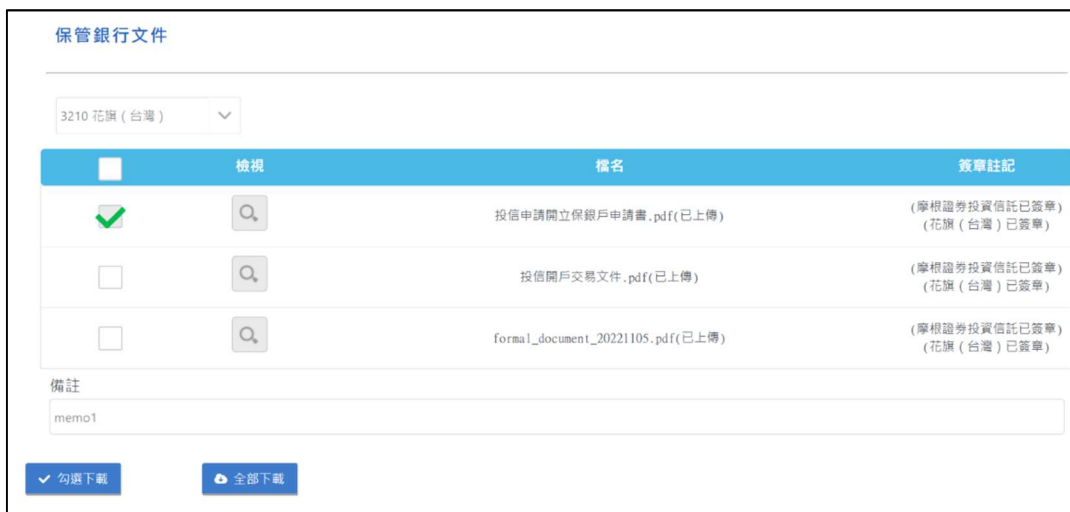 保管銀行文件
3210 花旗（台灣）
檢視 檔名 簽章註記
投信申請開立保銀戶申請書.pdf(已上傳) (摩根證券投資信託已簽章)
(花旗（台灣）已簽章)
投信開戶交易文件.pdf(已上傳) (摩根證券投資信託已簽章)
(花旗（台灣）已簽章)
formal_document_20221105.pdf(已上傳) (摩根證券投資信託已簽章)
(花旗（台灣）已簽章)
備註
memo1
勾選下載 全部下載